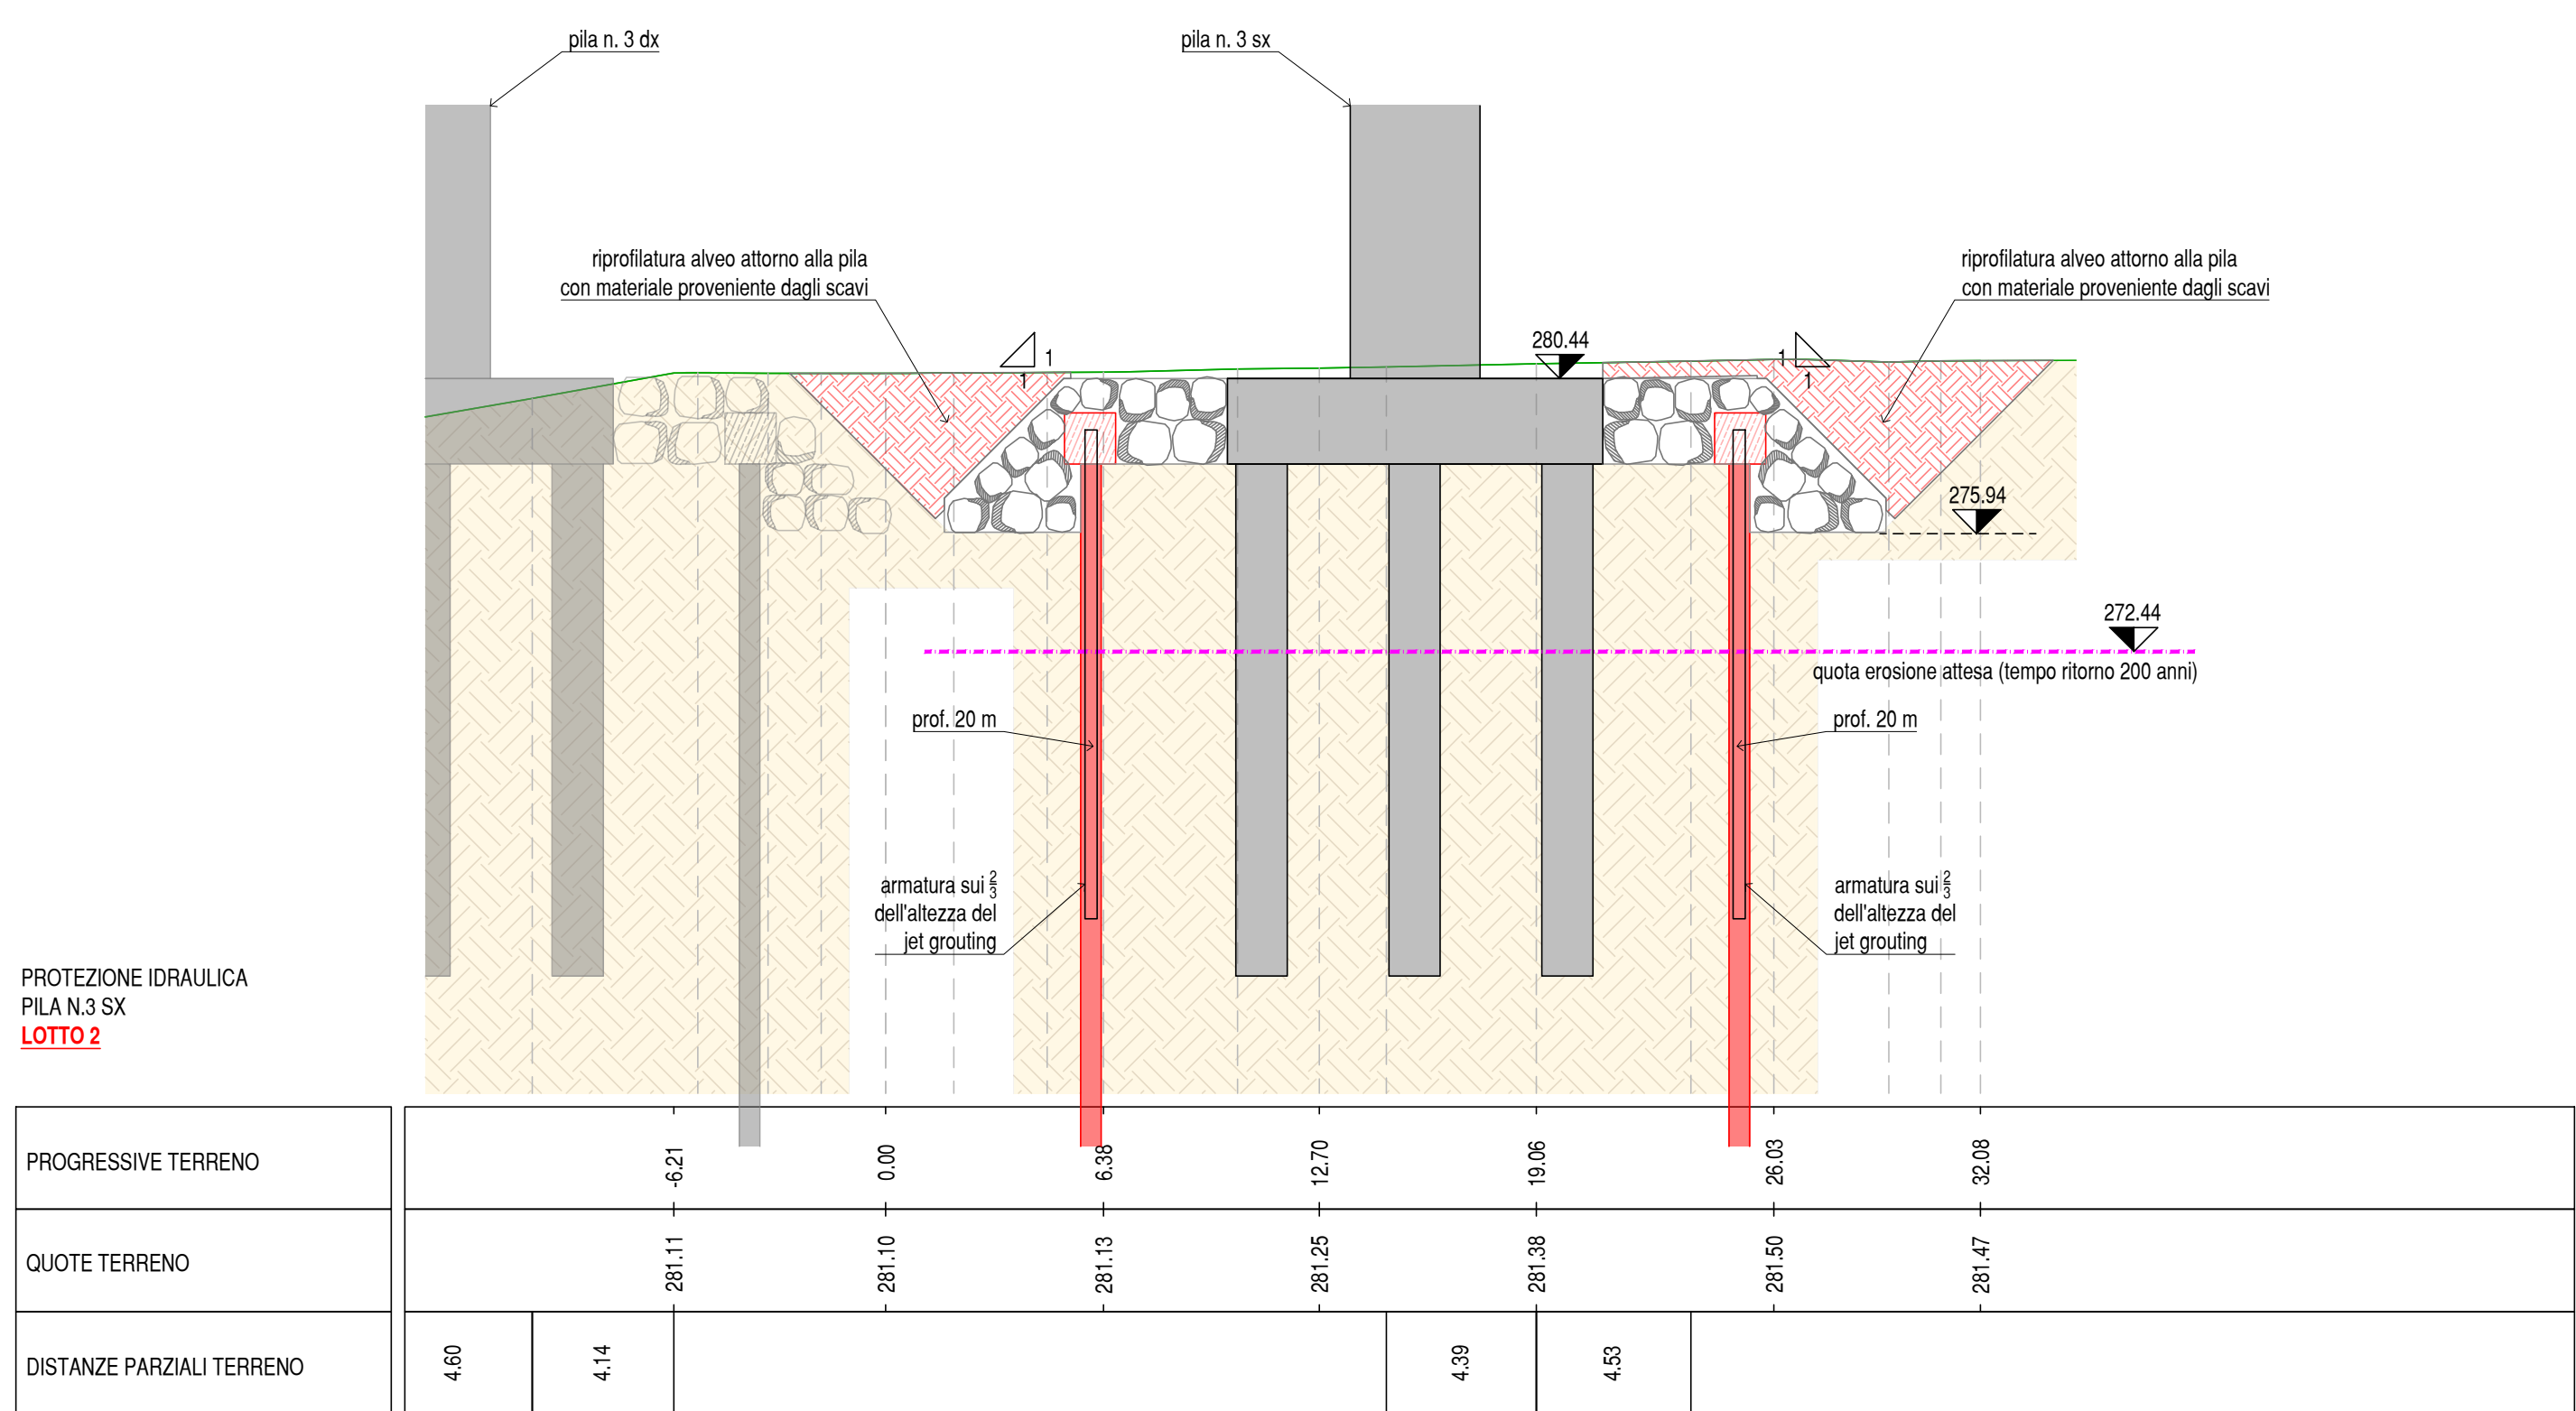 pila n. 3 dx
pila n. 3 sx
riprofilatura alveo attorno alla pila
con materiale proveniente dagli scavi
riprofilatura alveo attorno alla pila
con materiale proveniente dagli scavi
1
1
280.44
1
1
275.94
272.44
quota erosione attesa (tempo ritorno 200 anni)
prof. 20 m
prof. 20 m
armatura sui 2/3
dell'altezza del
jet grouting
armatura sui 2/3
dell'altezza del
jet grouting
PROTEZIONE IDRAULICA
PILA N.3 SX
LOTTO 2
PROGRESSIVE TERRENO
-6.21
0.00
6.38
12.70
19.06
26.03
32.08
QUOTE TERRENO
281.11
281.10
281.13
281.25
281.38
281.50
281.47
DISTANZE PARZIALI TERRENO
4.60
4.14
4.39
4.53